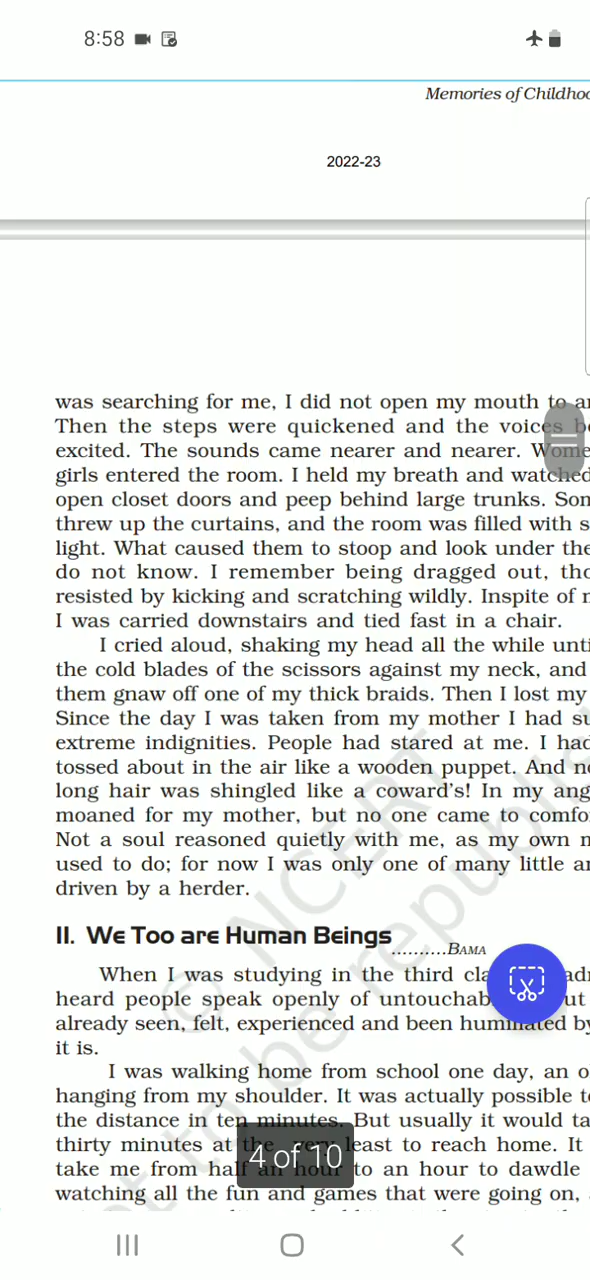 8:58
Memories of Childhoo
2022-23
was searching for me, I did not open my mouth to a
Then the steps were quickened and the voices b
excited. The sounds came nearer and nearer. Wome
girls entered the room. I held my breath and watched
open closet doors and peep behind large trunks. Som
threw up the curtains, and the room was filled with s
light. What caused them to stoop and look under the
do not know. I remember being dragged out, tho
resisted by kicking and scratching wildly. Inspite of
I was carried downstairs and tied fast in a chair.
I cried aloud, shaking my head all the while unti
the cold blades of the scissors against my neck, and
them gnaw off one of my thick braids. Then I lost my
Since the day I was taken from my mother I had su
extreme indignities. People had stared at me. I had
tossed about in the air like a wooden puppet. And
long hair was shingled like a coward's! In my ang
moaned for my mother, but no one came to comfo
Not a soul reasoned quietly with me, as my own
used to do; for now I was only one of many little a
driven by a herder.
II. We Too are Human Beings
..........BAMA
When I was studying in the third cla adn
heard people speak openly of untouchab ut
already seen, felt, experienced and been humiliated by
it is.
I was walking home from school one day, an o
hanging from my shoulder. It was actually possible t
the distance in ten minutes. But usually it would ta
thirty minutes at the very least to reach home. It
take me from half an hour to an hour to dawdle
watching all the fun and games that were going on,
4 of 10
© NCERT
not to be republis